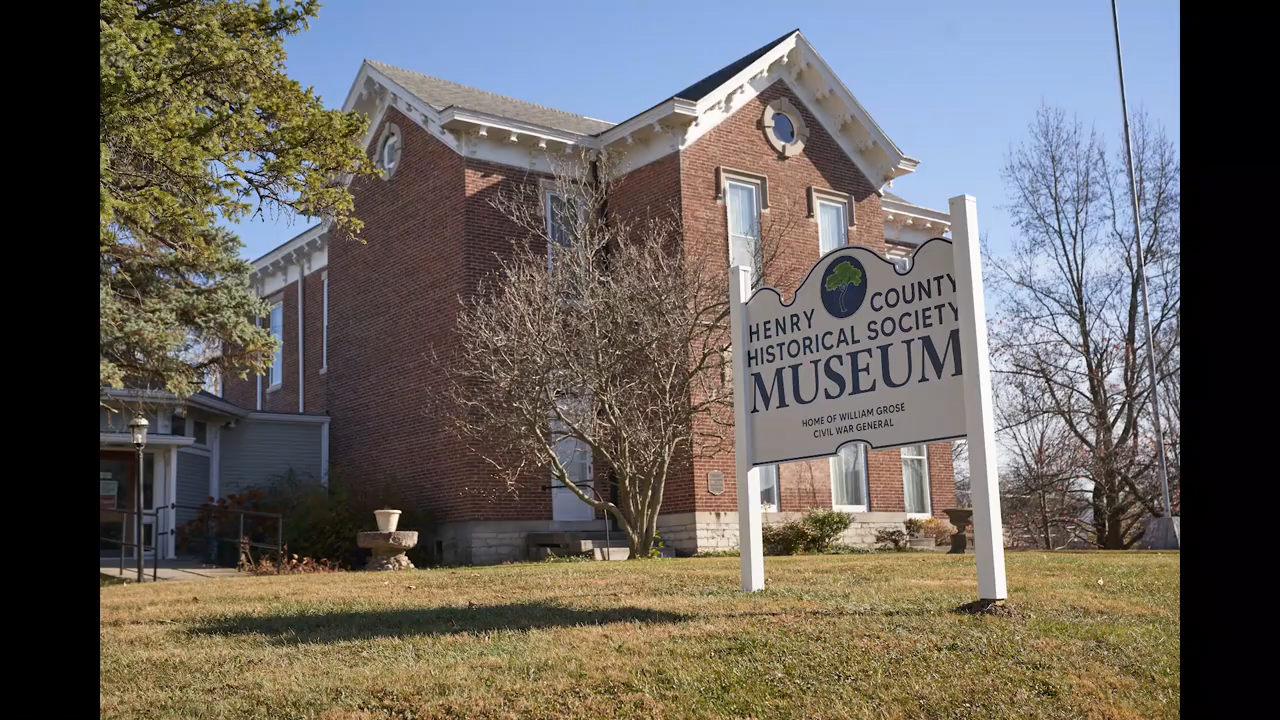 HENRY COUNTY
HISTORICAL SOCIETY
MUSEUM
HOME OF WILLIAM GROSE
CIVIL WAR GENERAL